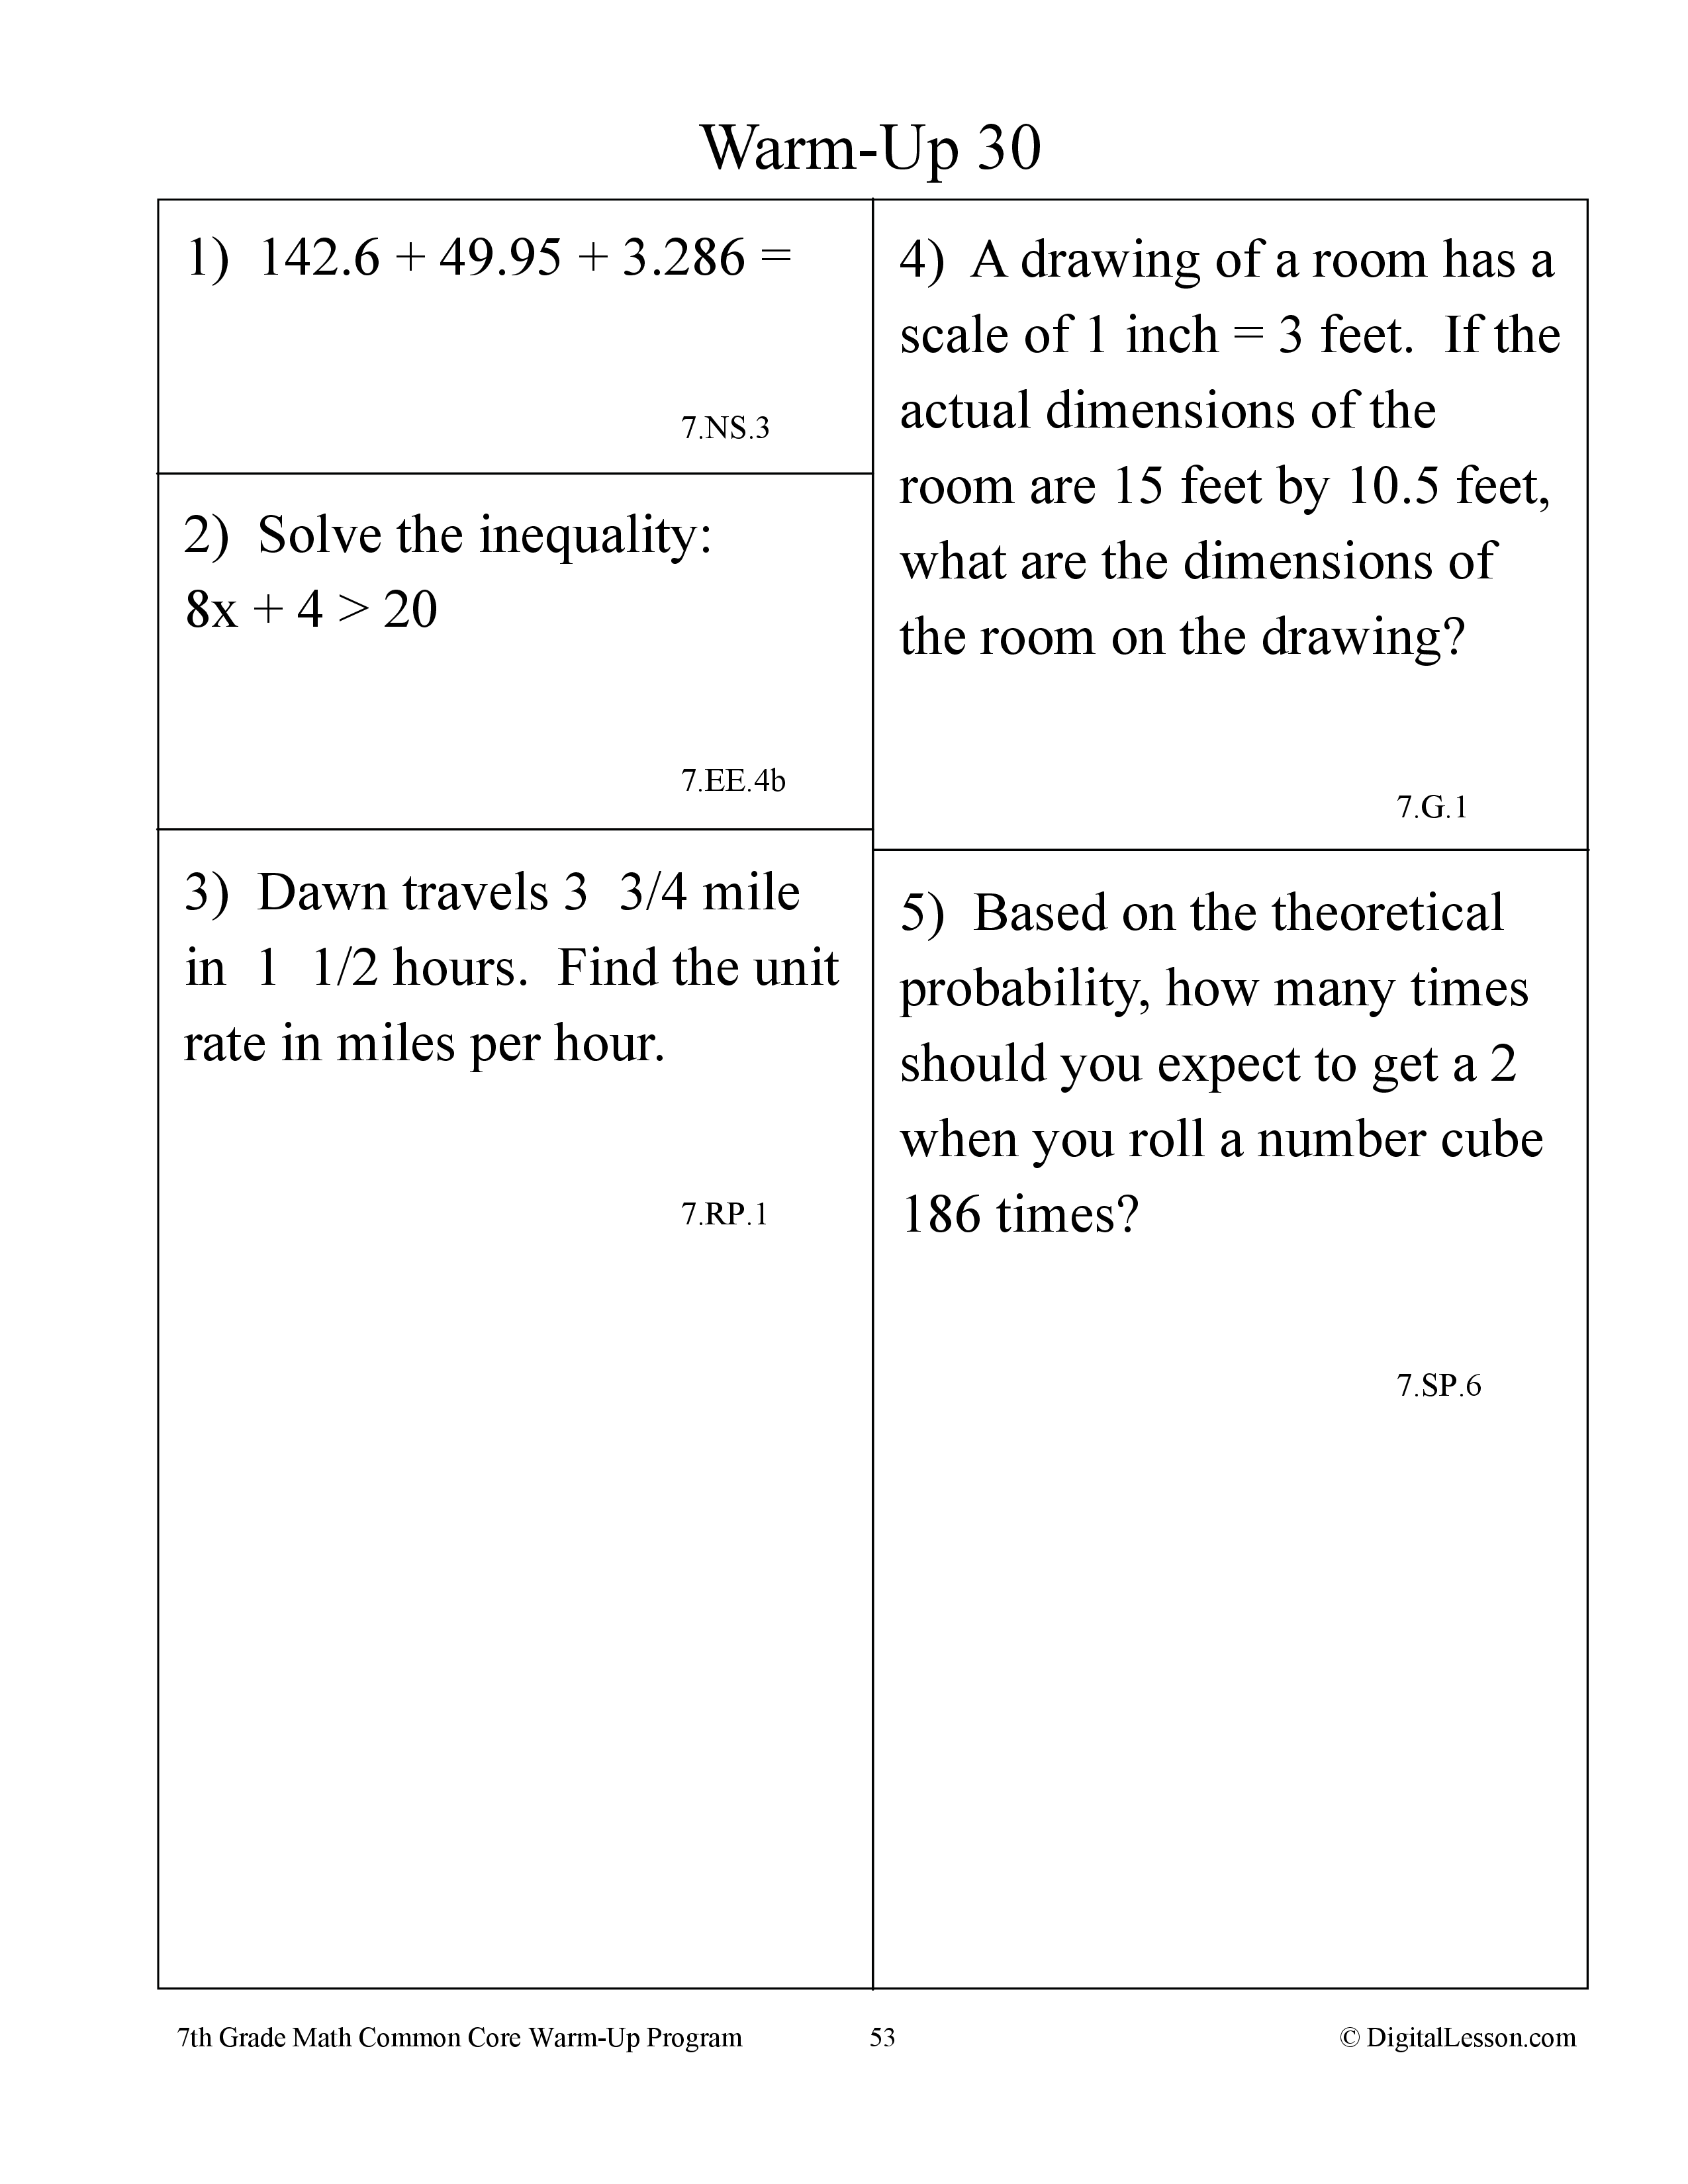 Warm-Up 30
1)  142.6 + 49.95 + 3.286 =
7.NS.3
2)  Solve the inequality:
8x + 4 > 20
7.EE.4b
3)  Dawn travels 3  3/4 mile
in  1  1/2 hours.  Find the unit
rate in miles per hour.
7.RP.1
4)  A drawing of a room has a
scale of 1 inch = 3 feet.  If the
actual dimensions of the
room are 15 feet by 10.5 feet,
what are the dimensions of
the room on the drawing?
7.G.1
5)  Based on the theoretical
probability, how many times
should you expect to get a 2
when you roll a number cube
186 times?
7.SP.6
7th Grade Math Common Core Warm-Up Program
53
© DigitalLesson.com